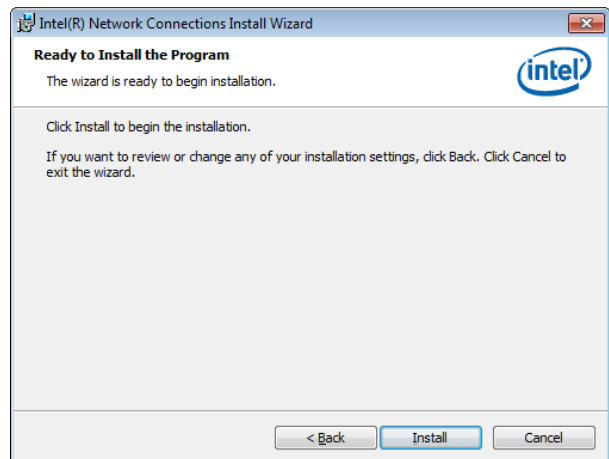 Intel(R) Network Connections Install Wizard
Ready to Install the Program
The wizard is ready to begin installation.
intel
Click Install to begin the installation.
If you want to review or change any of your installation settings, click Back. Click Cancel to
exit the wizard.
< Back
Install
Cancel